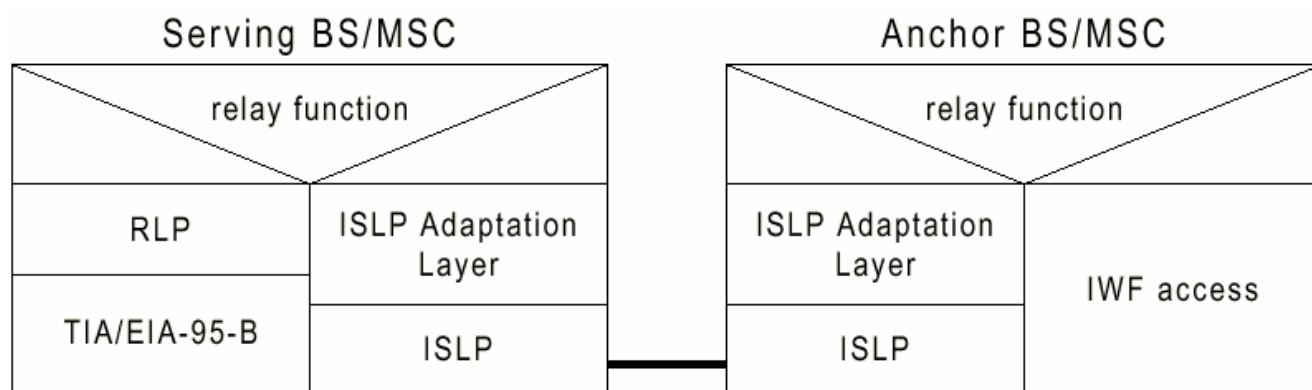 Serving BS/MSC
Anchor BS/MSC
relay function
relay function
RLP
ISLP Adaptation
Layer
ISLP Adaptation
Layer
IWF access
TIA/EIA-95-B
ISLP
ISLP